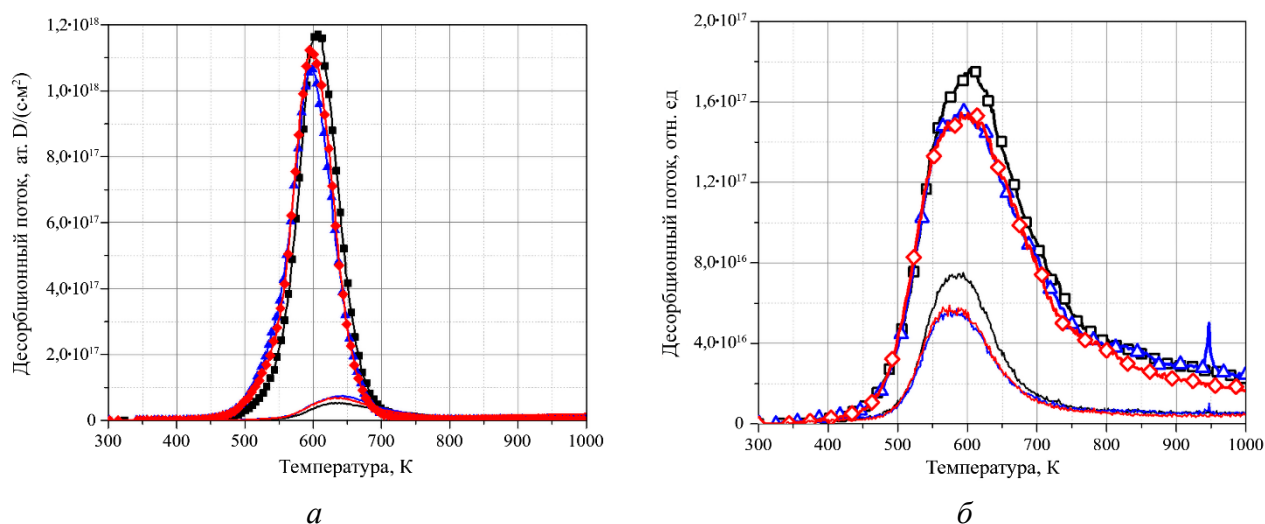 Десорбционный поток, ат. D/(с·м²)
1,2·10¹⁸
1,0·10¹⁸
8,0·10¹⁷
6,0·10¹⁷
4,0·10¹⁷
2,0·10¹⁷
0
300 400 500 600 700 800 900 1000
Температура, К
а
Десорбционный поток, отн. ед
2,0·10¹⁷
1,6·10¹⁷
1,2·10¹⁷
8,0·10¹⁶
4,0·10¹⁶
0
300 400 500 600 700 800 900 1000
Температура, К
б